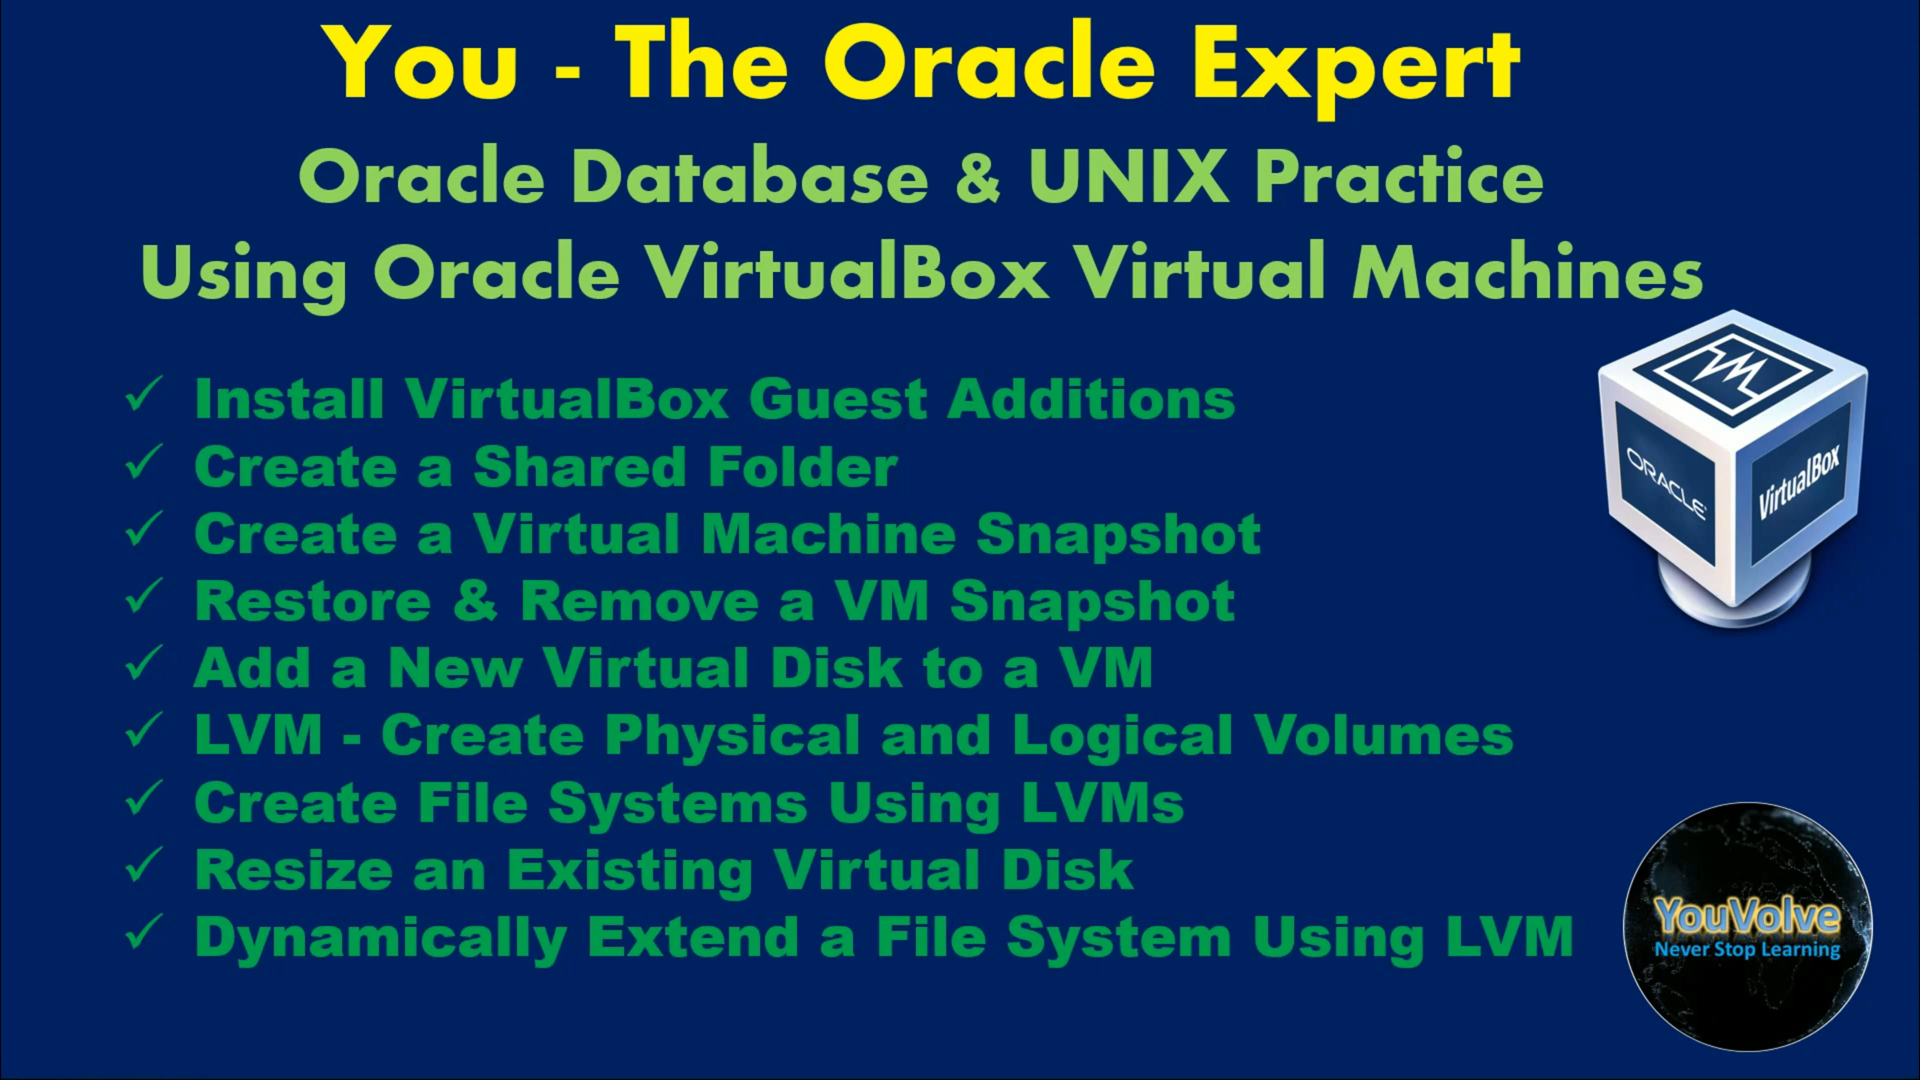 You - The Oracle Expert
Oracle Database & UNIX Practice
Using Oracle VirtualBox Virtual Machines
✓ Install VirtualBox Guest Additions
✓ Create a Shared Folder
✓ Create a Virtual Machine Snapshot
✓ Restore & Remove a VM Snapshot
✓ Add a New Virtual Disk to a VM
✓ LVM - Create Physical and Logical Volumes
✓ Create File Systems Using LVMs
✓ Resize an Existing Virtual Disk
✓ Dynamically Extend a File System Using LVM
ORACLE
VirtualBox
YouVolve
Never Stop Learning